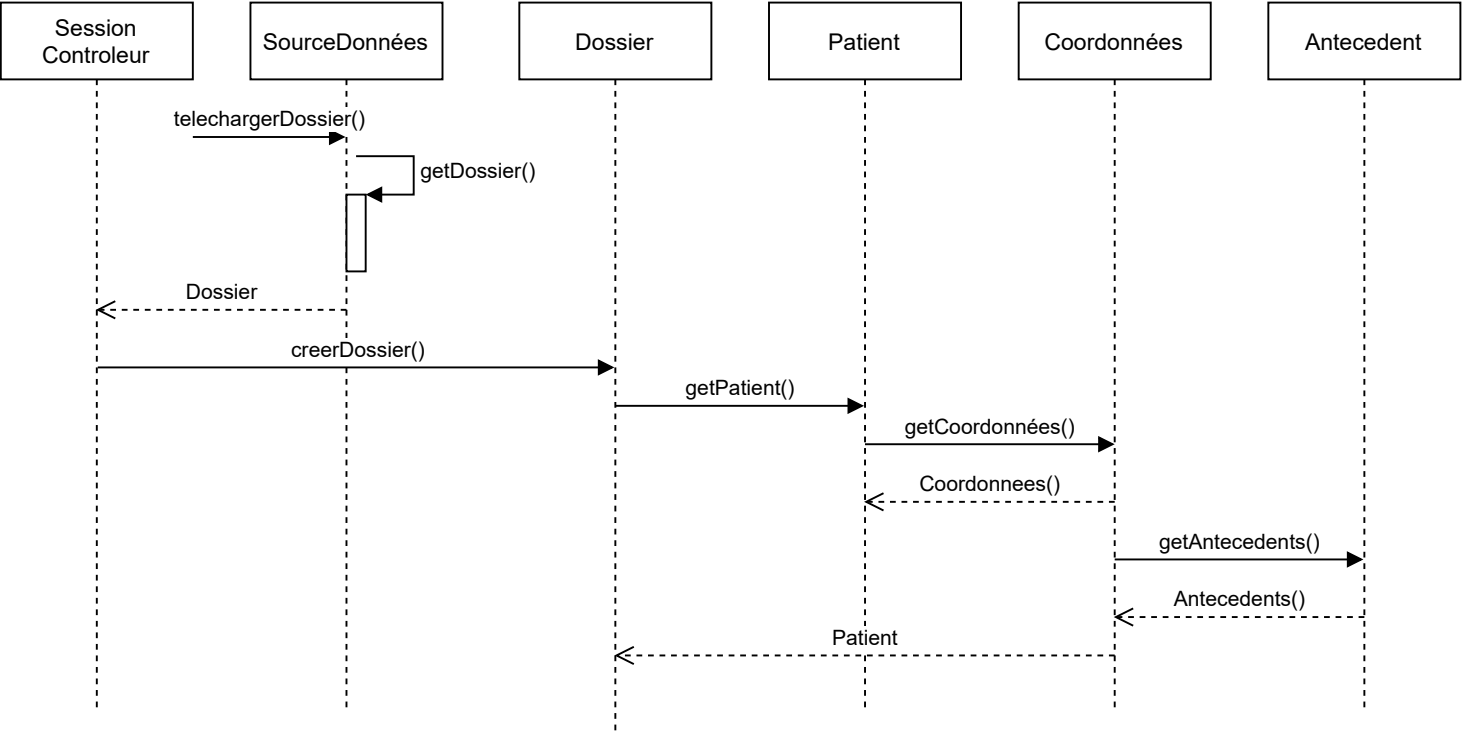 Session
Controleur
SourceDonnées
Dossier
Patient
Coordonnées
Antecedent
telechargerDossier()
getDossier()
Dossier
creerDossier()
getPatient()
getCoordonnées()
Coordonnees()
getAntecedents()
Antecedents()
Patient